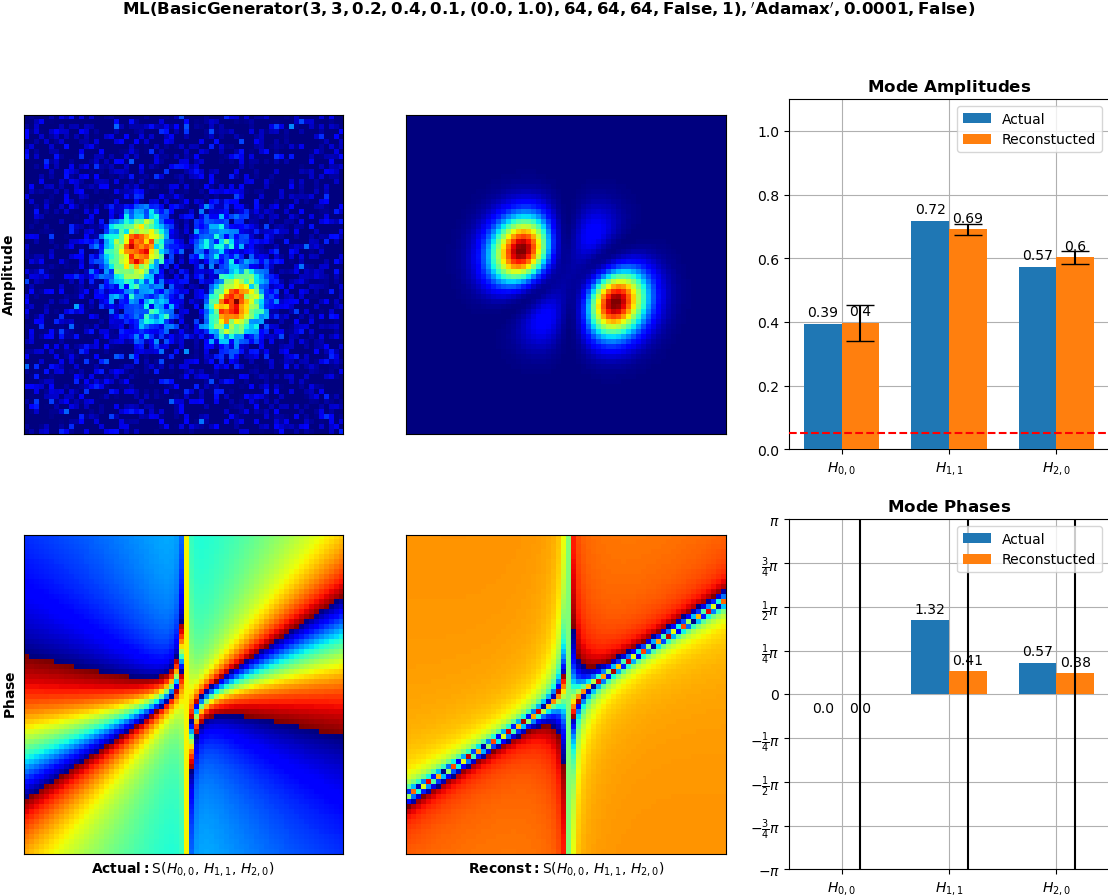 ML(BasicGenerator(3, 3, 0.2, 0.4, 0.1, (0.0, 1.0), 64, 64, 64, False, 1), ′Adamax′, 0.0001, False)
Amplitude
Mode Amplitudes
Actual
Reconstucted
1.0
0.8
0.6
0.4
0.2
0.0
0.39
0.4
0.72
0.69
0.57
0.6
H0,0
H1,1
H2,0
Phase
Actual: S(H0,0, H1,1, H2,0)
Reconst: S(H0,0, H1,1, H2,0)
Mode Phases
Actual
Reconstucted
π
3/4π
1/2π
1/4π
0
−1/4π
−1/2π
−3/4π
−π
0.0
0.0
1.32
0.41
0.57
0.38
H0,0
H1,1
H2,0